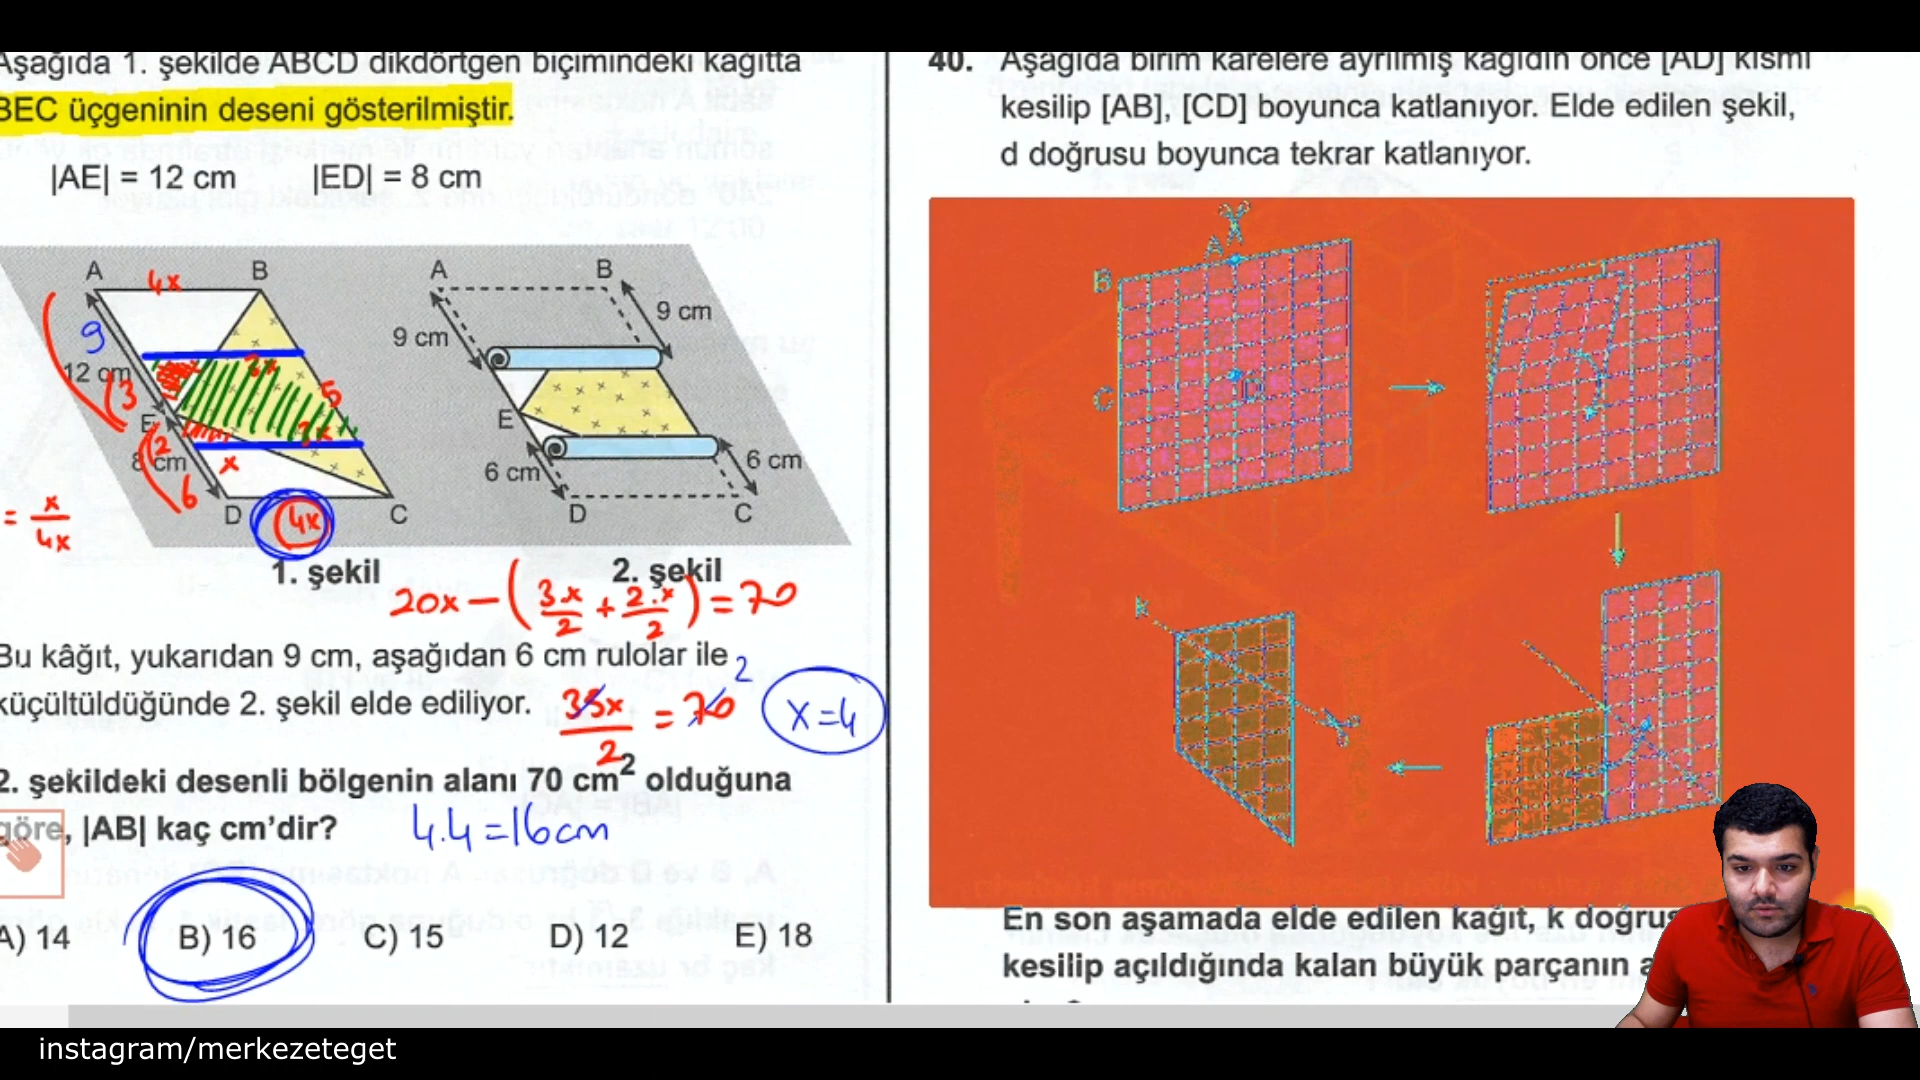 Aşağıda 1. şekilde ABCD dikdörtgen biçimindeki kağıtta
BEC üçgeninin deseni gösterilmiştir.
|AE| = 12 cm |ED| = 8 cm
A 4x B
9
12 cm
3
E
2x
5
3x
2
8 cm
x
6
D 4x C
1. şekil
= x/4x
A B
9 cm
9 cm
E
6 cm
6 cm
D C
2. şekil
20x - (3x/2 + 2.x/2) = 70
Bu kâğıt, yukarıdan 9 cm, aşağıdan 6 cm rulolar ile
küçültüldüğünde 2. şekil elde ediliyor.
35x/2 = 70 2
x=4
2. şekildeki desenli bölgenin alanı 70 cm² olduğuna
göre, |AB| kaç cm'dir?
4.4=16cm
A) 14 B) 16 C) 15 D) 12 E) 18
40. Aşağıda birim karelere ayrılmış kağıdın önce [AD] kısmı
kesilip [AB], [CD] boyunca katlanıyor. Elde edilen şekil,
d doğrusu boyunca tekrar katlanıyor.
A
B
C
D
k
En son aşamada elde edilen kağıt, k doğrus
kesilip açıldığında kalan büyük parçanın a
instagram/merkezeteget